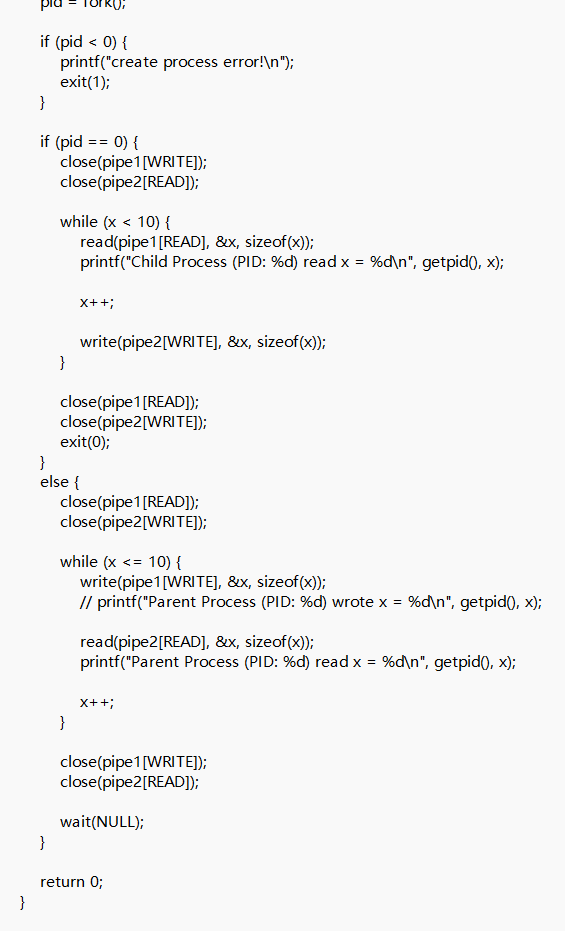 pid = fork();
if (pid < 0) {
printf("create process error!\n");
exit(1);
}
if (pid == 0) {
close(pipe1[WRITE]);
close(pipe2[READ]);
while (x < 10) {
read(pipe1[READ], &x, sizeof(x));
printf("Child Process (PID: %d) read x = %d\n", getpid(), x);
x++;
write(pipe2[WRITE], &x, sizeof(x));
}
close(pipe1[READ]);
close(pipe2[WRITE]);
exit(0);
}
else {
close(pipe1[READ]);
close(pipe2[WRITE]);
while (x <= 10) {
write(pipe1[WRITE], &x, sizeof(x));
// printf("Parent Process (PID: %d) wrote x = %d\n", getpid(), x);
read(pipe2[READ], &x, sizeof(x));
printf("Parent Process (PID: %d) read x = %d\n", getpid(), x);
x++;
}
close(pipe1[WRITE]);
close(pipe2[READ]);
wait(NULL);
}
return 0;
}